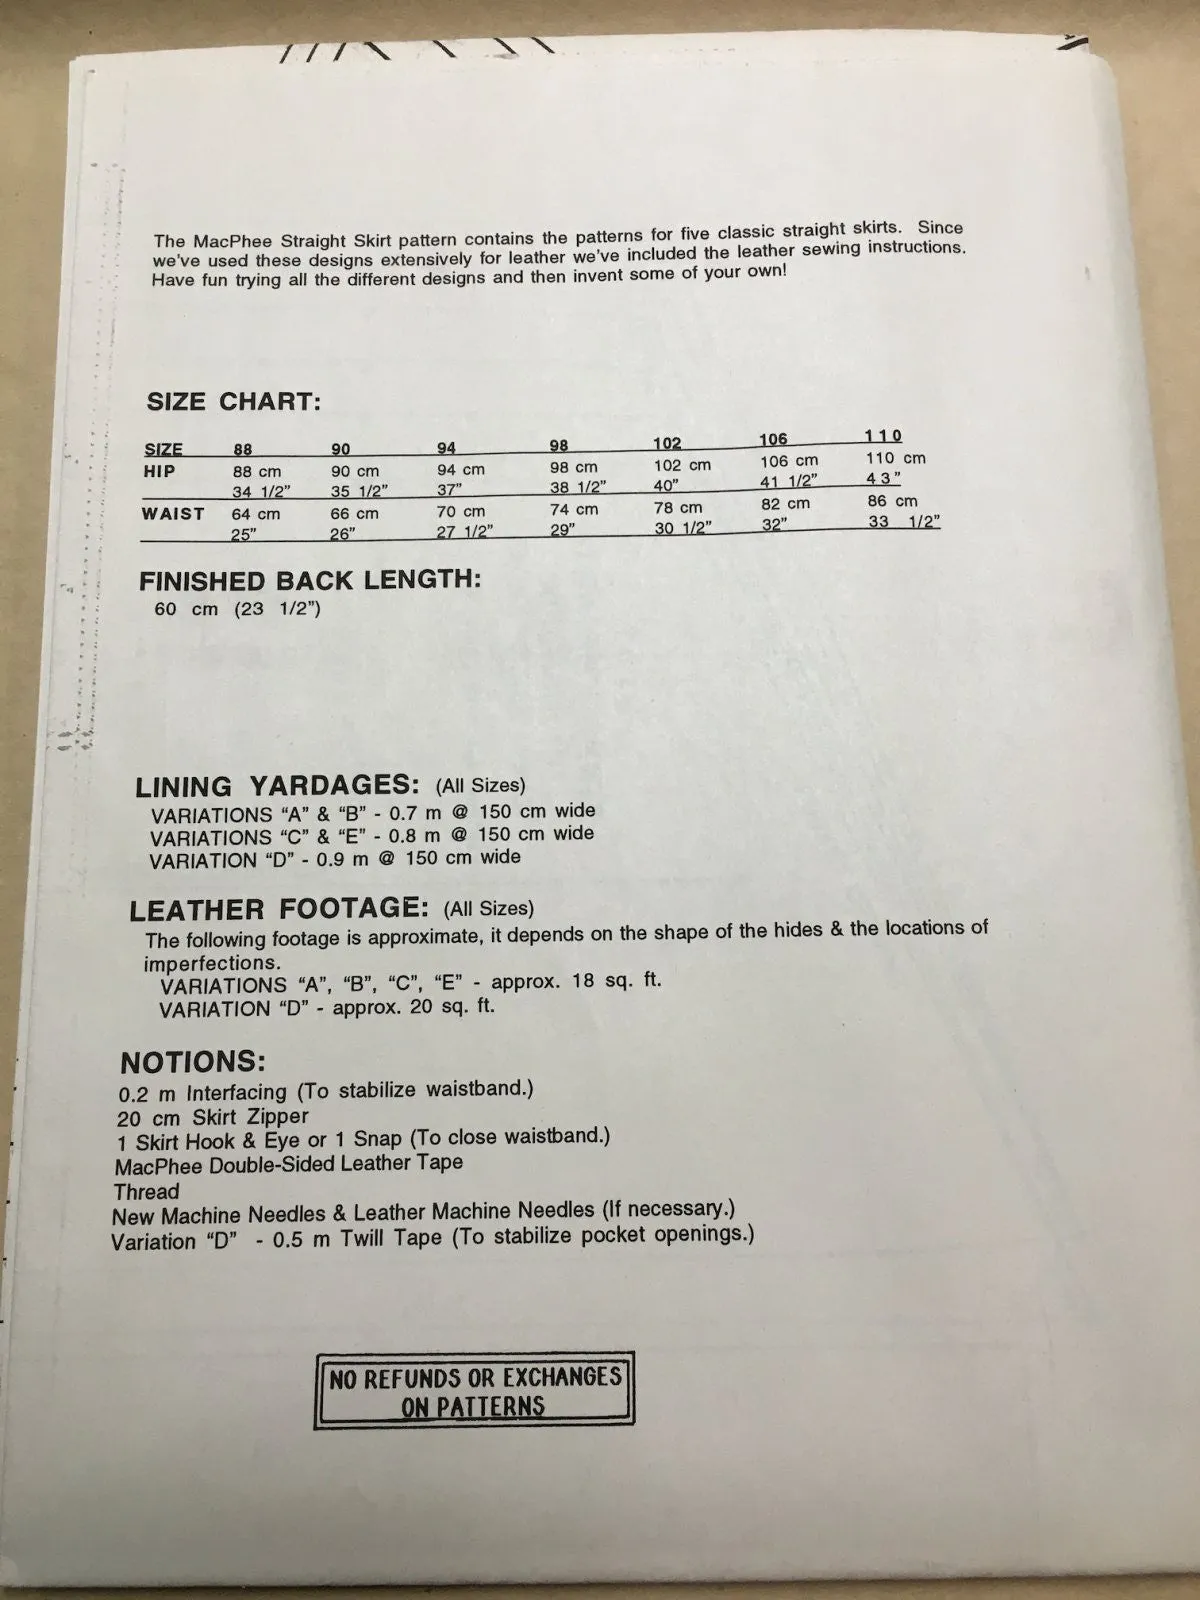 The MacPhee Straight Skirt pattern contains the patterns for five classic straight skirts. Since
we've used these designs extensively for leather we've included the leather sewing instructions.
Have fun trying all the different designs and then invent some of your own!
SIZE CHART:
SIZE 88 90 94 98 102 106 110
HIP 88 cm 90 cm 94 cm 98 cm 102 cm 106 cm 110 cm
34 1/2" 35 1/2" 37" 38 1/2" 40" 41 1/2" 43"
WAIST 64 cm 66 cm 70 cm 74 cm 78 cm 82 cm 86 cm
25" 26" 27 1/2" 29" 30 1/2" 32" 33 1/2"
FINISHED BACK LENGTH:
60 cm (23 1/2")
LINING YARDAGES: (All Sizes)
VARIATIONS "A" & "B" - 0.7 m @ 150 cm wide
VARIATIONS "C" & "E" - 0.8 m @ 150 cm wide
VARIATION "D" - 0.9 m @ 150 cm wide
LEATHER FOOTAGE: (All Sizes)
The following footage is approximate, it depends on the shape of the hides & the locations of
imperfections.
VARIATIONS "A", "B", "C", "E" - approx. 18 sq. ft.
VARIATION "D" - approx. 20 sq. ft.
NOTIONS:
0.2 m Interfacing (To stabilize waistband.)
20 cm Skirt Zipper
1 Skirt Hook & Eye or 1 Snap (To close waistband.)
MacPhee Double-Sided Leather Tape
Thread
New Machine Needles & Leather Machine Needles (If necessary.)
Variation "D" - 0.5 m Twill Tape (To stabilize pocket openings.)
NO REFUNDS OR EXCHANGES
ON PATTERNS